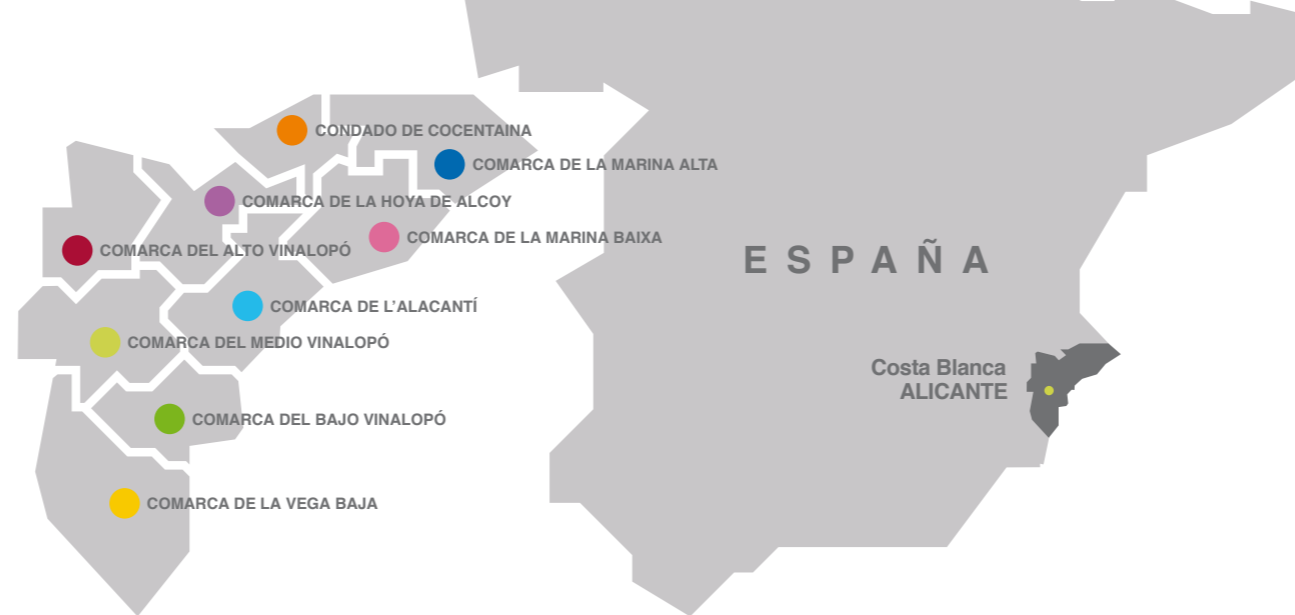 CONDADO DE COCENTAINA
COMARCA DE LA MARINA ALTA
COMARCA DE LA HOYA DE ALCOY
COMARCA DE LA MARINA BAIXA
COMARCA DEL ALTO VINALOPÓ
COMARCA DE L’ALACANTÍ
COMARCA DEL MEDIO VINALOPÓ
COMARCA DEL BAJO VINALOPÓ
COMARCA DE LA VEGA BAJA
ESPAÑA
Costa Blanca
ALICANTE